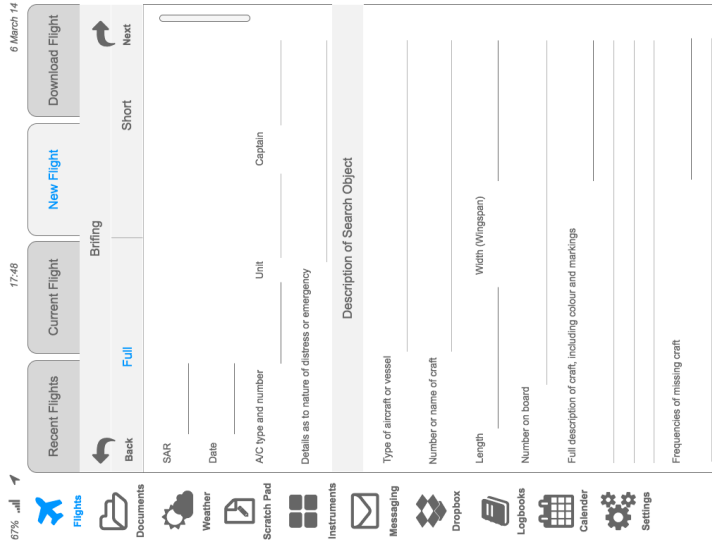 67% 17:48 6 March 14
Recent Flights Current Flight New Flight Download Flight
Flights
Documents
Weather
Scratch Pad
Instruments
Messaging
Dropbox
Logbooks
Calender
Settings
Brifing
Back Next
Full Short
SAR
Date
A/C type and number Unit Captain
Details as to nature of distress or emergency
Description of Search Object
Type of aircraft or vessel
Number or name of craft
Length Width (Wingspan)
Number on board
Full description of craft, including colour and markings
Frequencies of missing craft